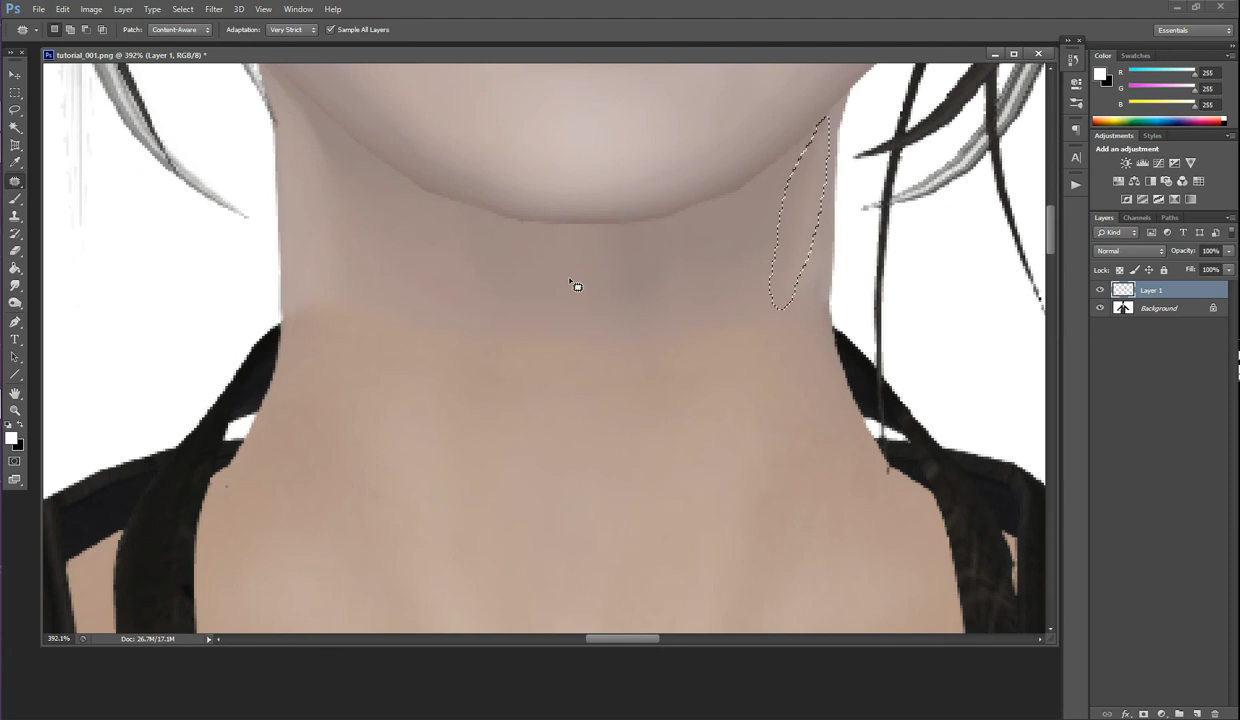 Ps File Edit Image Layer Type Select Filter 3D View Window Help
Patch: Content-Aware Adaptation: Very Strict Sample All Layers Essentials
tutorial_001.png @ 392% (Layer 1, RGB/8) *
Color Swatches
R 255
G 255
B 255
Adjustments Styles
Add an adjustment
Layers Channels Paths
Kind
Normal Opacity: 100%
Lock: Fill: 100%
Layer 1
Background
392.1% Doc: 26.7M/17.1M